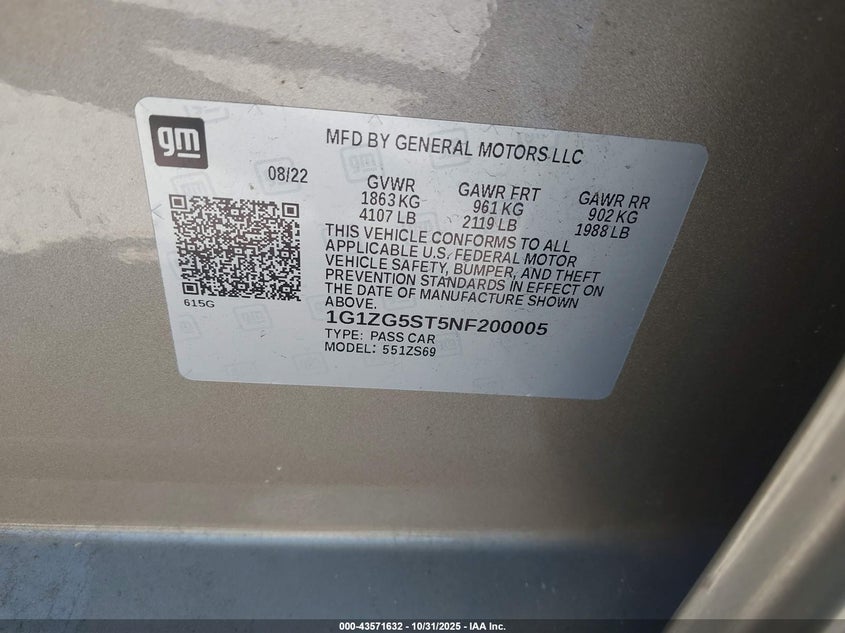 gm
MFD BY GENERAL MOTORS LLC
08/22
GVWR
1863 KG
4107 LB
GAWR FRT
961 KG
2119 LB
GAWR RR
902 KG
1988 LB
THIS VEHICLE CONFORMS TO ALL
APPLICABLE U.S. FEDERAL MOTOR
VEHICLE SAFETY, BUMPER, AND THEFT
PREVENTION STANDARDS IN EFFECT ON
THE DATE OF MANUFACTURE SHOWN
ABOVE.
615G
1G1ZG5ST5NF200005
TYPE: PASS CAR
MODEL: 551ZS69
000-43571632 - 10/31/2025 - IAA Inc.